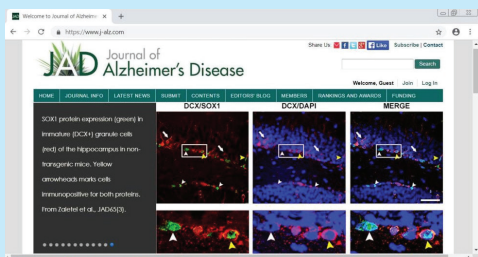 Welcome to Journal of Alzheimer
https://www.j-alz.com
Share Us:
Like
Subscribe | Contact
JAD
Journal of
Alzheimer's Disease
Search
Welcome, Guest Join Log In
HOME JOURNAL INFO LATEST NEWS SUBMIT CONTENTS EDITORS' BLOG MEMBERS RANKINGS AND AWARDS FUNDING
SOX1 protein expression (green) in
immature (DCX+) granule cells
(red) of the hippocampus in non-
transgenic mice. Yellow
arrowheads marks cells
immunopositive for both proteins.
From Zaletel et al., JAD65(3).
DCX/SOX1 DCX/DAPI MERGE